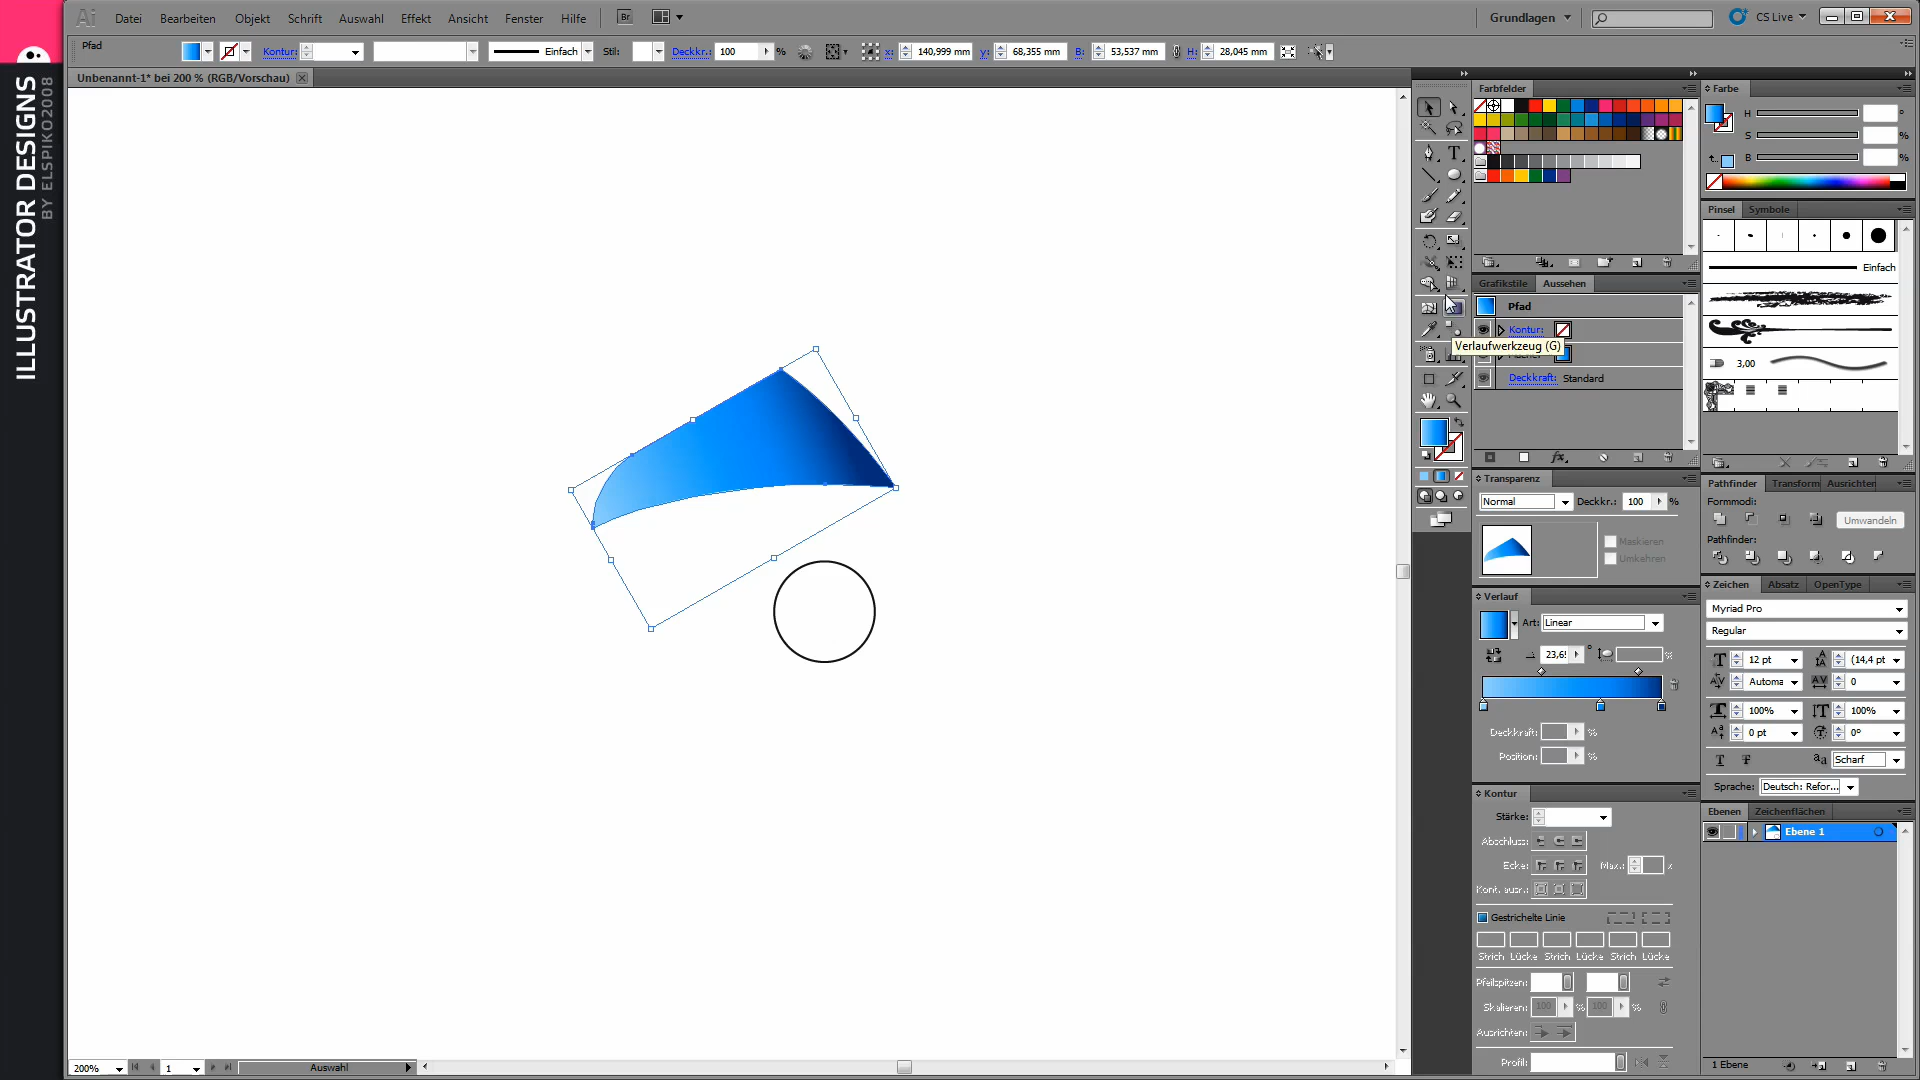 Ai Datei Bearbeiten Objekt Schrift Auswahl Effekt Ansicht Fenster Hilfe Br Grundlagen CS Live
Pfad Kontur: Einfach Stil: Deckkr.: 100 % x: 140,999 mm y: 68,355 mm B: 53,537 mm H: 28,045 mm
Unbenannt-1* bei 200 % (RGB/Vorschau)
ILLUSTRATOR DESIGNS
BY ELSPIKO2008
Farbfelder
Farbe
H °
S %
B %
Pinsel Symbole
Einfach
3,00
Grafikstile Aussehen
Pfad
Kontur:
Verlaufwerkzeug (G)
Deckkraft: Standard
Transparenz
Normal Deckkr.: 100 %
Maskieren
Umkehren
Pathfinder Transform Ausrichten
Formmodi:
Umwandeln
Pathfinder:
Verlauf
Art: Linear
23,6! ° %
Deckkraft: %
Position: %
Zeichen Absatz OpenType
Myriad Pro
Regular
12 pt (14,4 pt
Automa 0
100% 100%
0 pt 0°
Scharf
Sprache: Deutsch: Refor...
Kontur
Stärke:
Abschluss:
Ecke: Max.: x
Kont. ausr.:
Gestrichelte Linie
Strich Lücke Strich Lücke Strich Lücke
Pfeilspitzen:
Skalieren: 100 % 100 %
Ausrichten:
Profil:
Ebenen Zeichenflächen
Ebene 1
1 Ebene
200% 1 Auswahl